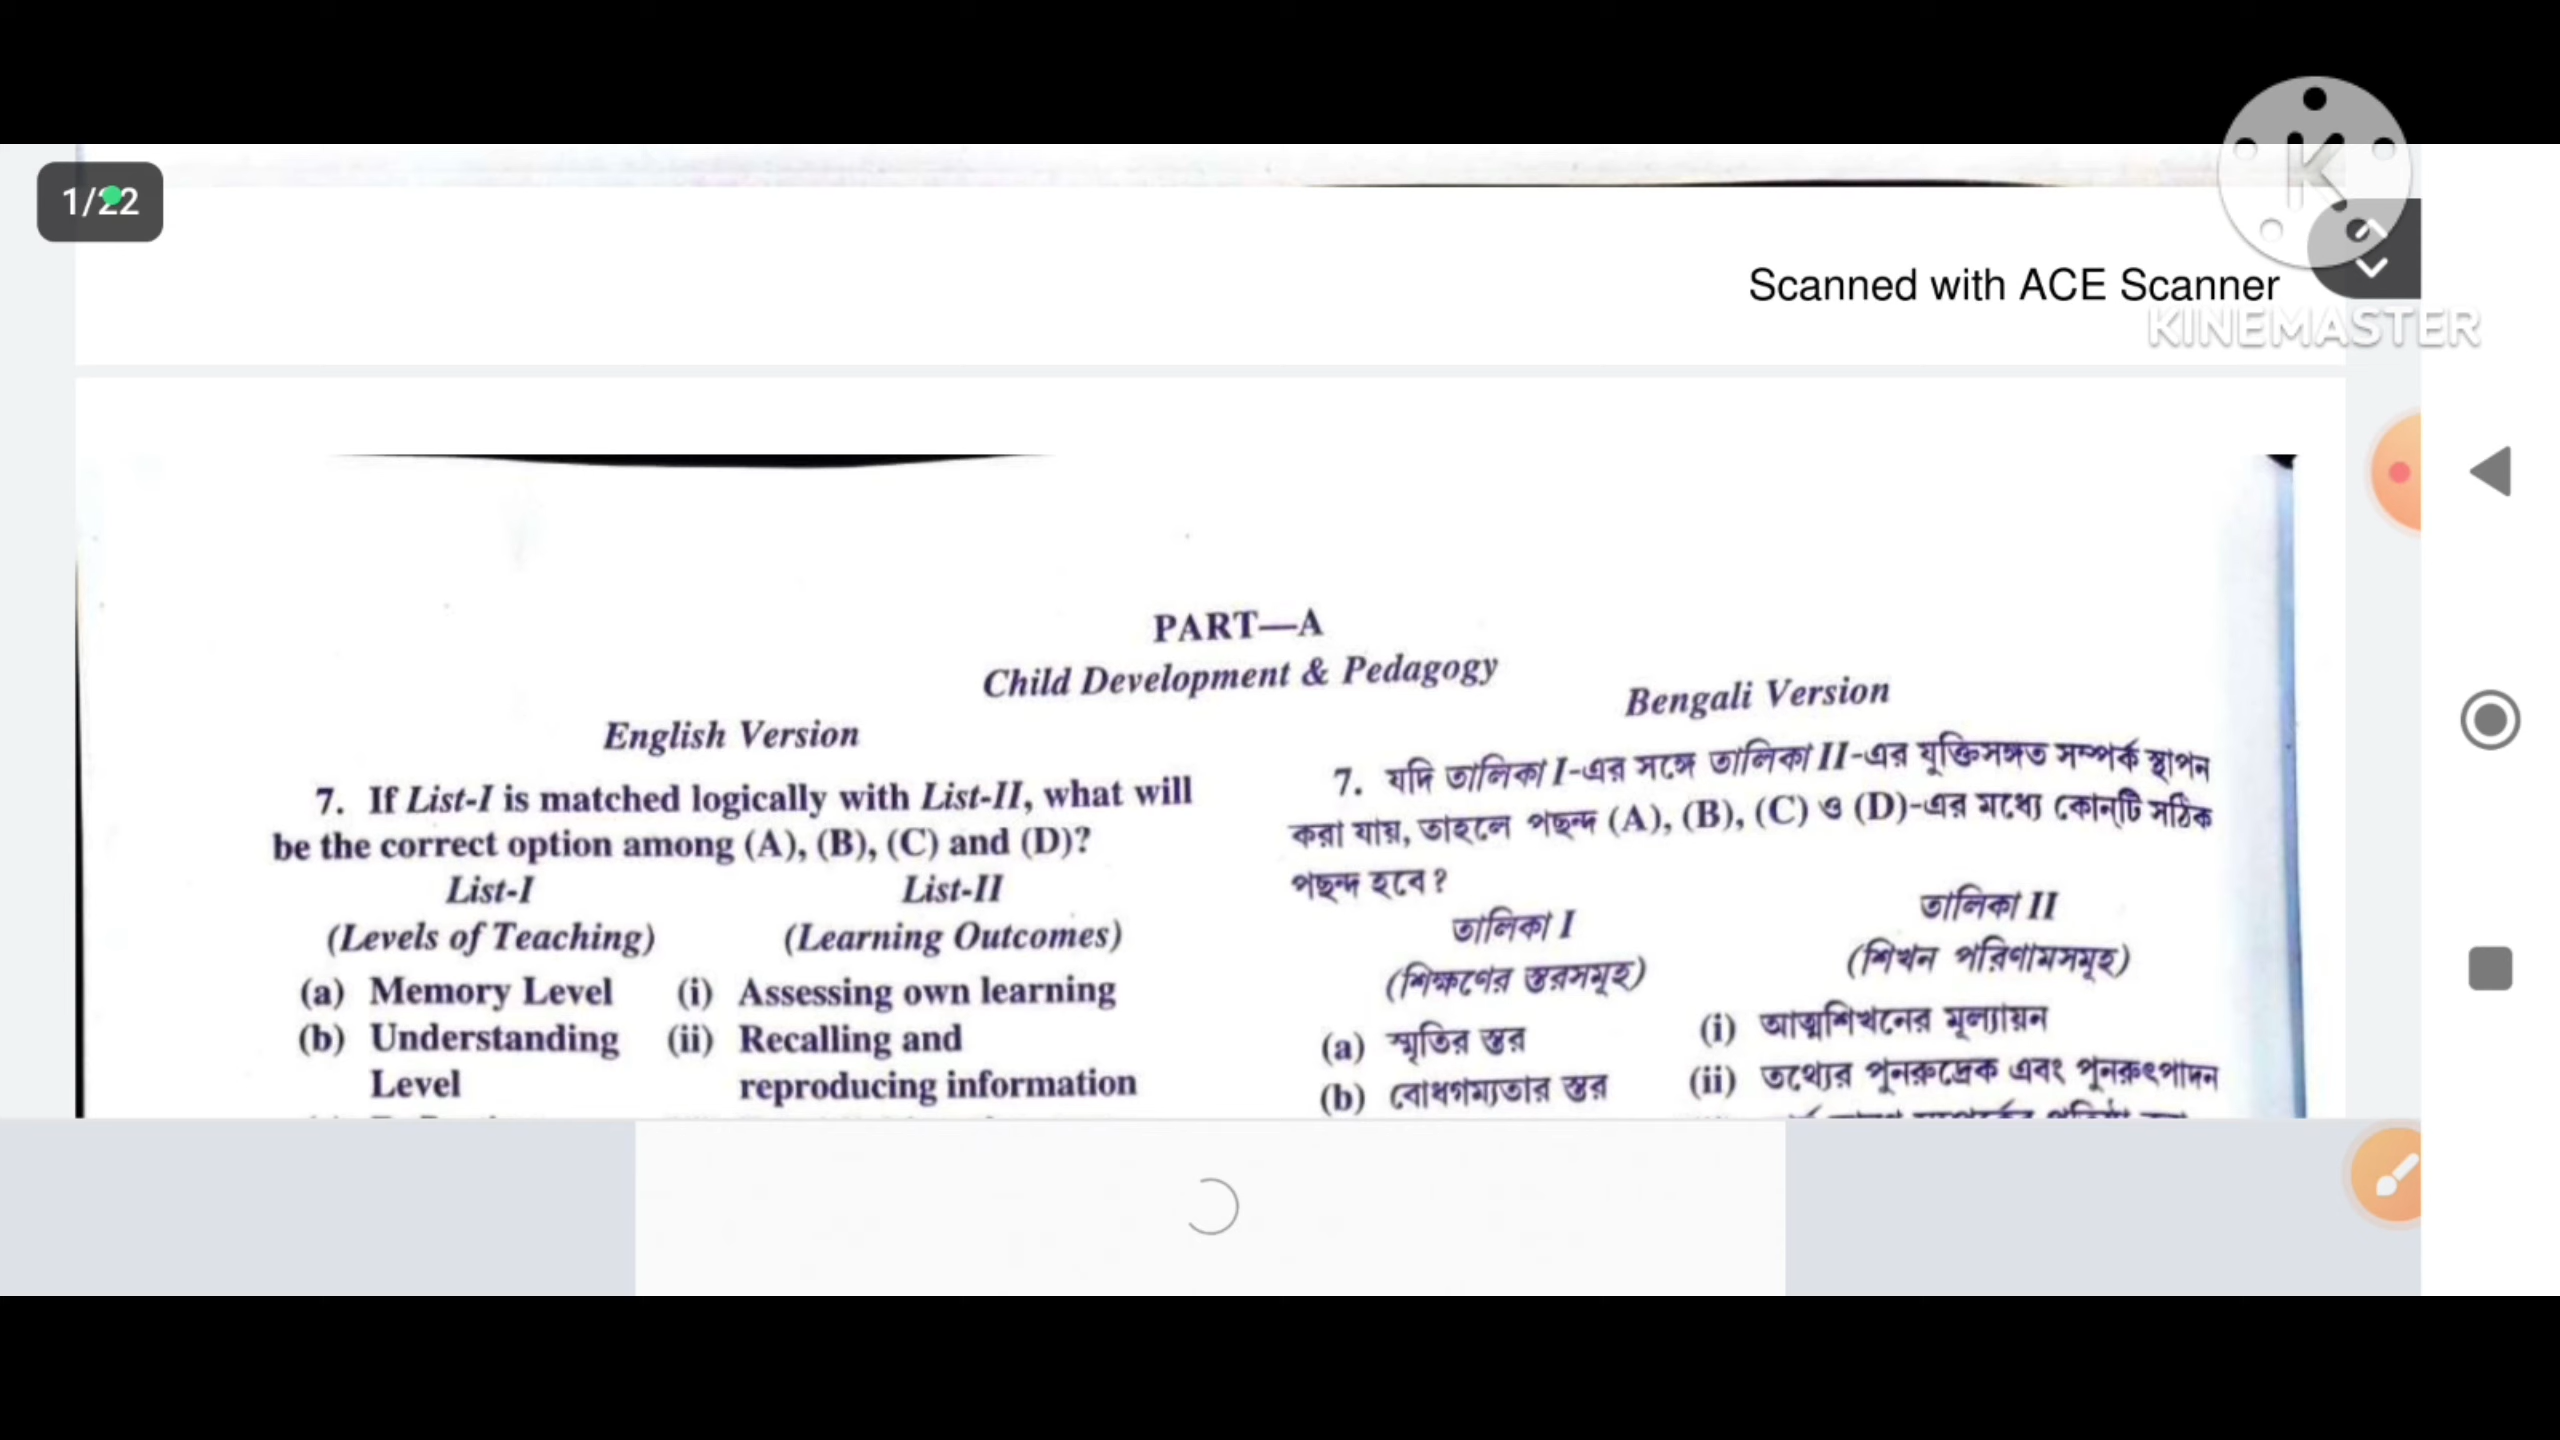 1/22
Scanned with ACE Scanner
KINEMASTER
PART—A
Child Development & Pedagogy
English Version
7. If List-I is matched logically with List-II, what will
be the correct option among (A), (B), (C) and (D)?
List-I List-II
(Levels of Teaching) (Learning Outcomes)
(a) Memory Level (i) Assessing own learning
(b) Understanding (ii) Recalling and
Level reproducing information
Bengali Version
7. যদি তালিকা I-এর সঙ্গে তালিকা II-এর যুক্তিসঙ্গত সম্পর্ক স্থাপন
করা যায়, তাহলে পছন্দ (A), (B), (C) ও (D)-এর মধ্যে কোন্‌টি সঠিক
পছন্দ হবে?
তালিকা I তালিকা II
(শিক্ষণের স্তরসমূহ) (শিখন পরিণামসমূহ)
(a) স্মৃতির স্তর (i) আত্মশিখনের মূল্যায়ন
(b) বোধগম্যতার স্তর (ii) তথ্যের পুনরুদ্রেক এবং পুনরুৎপাদন